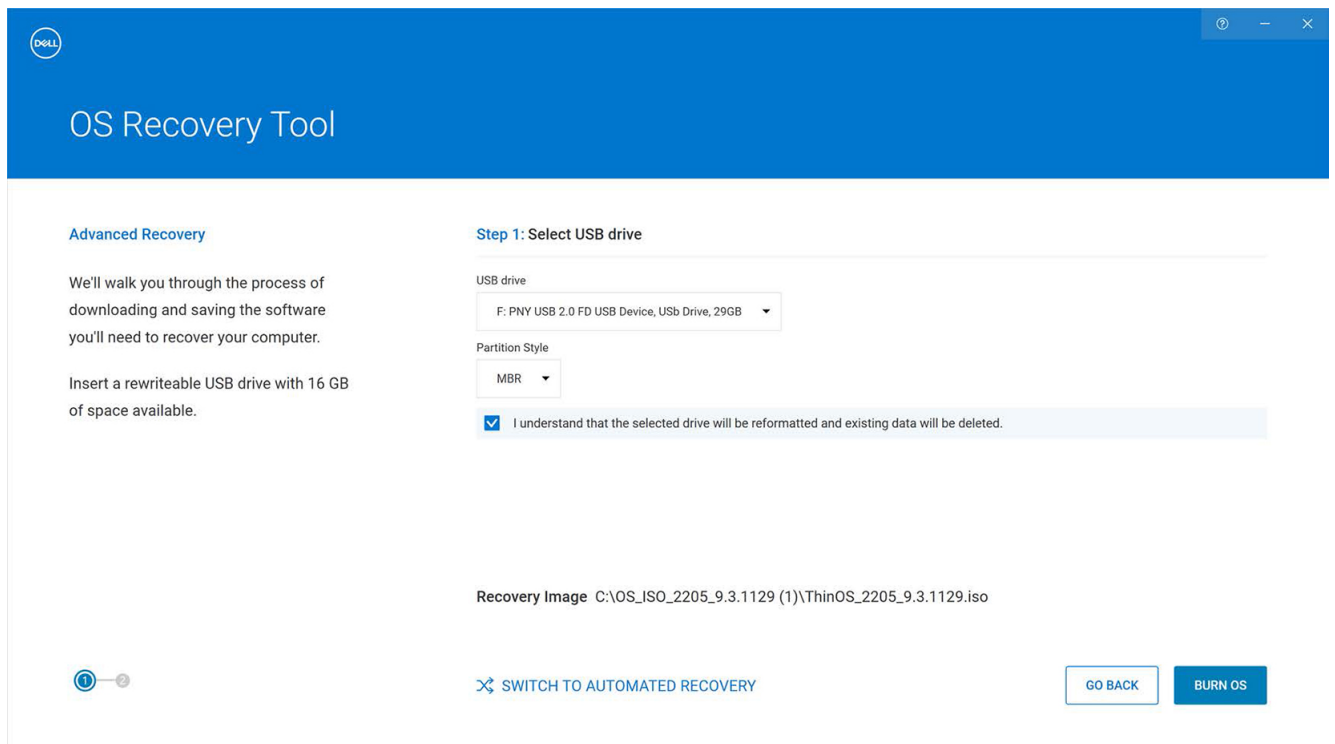 DELL
OS Recovery Tool
Advanced Recovery
We'll walk you through the process of
downloading and saving the software
you'll need to recover your computer.
Insert a rewriteable USB drive with 16 GB
of space available.
Step 1: Select USB drive
USB drive
F: PNY USB 2.0 FD USB Device, USb Drive, 29GB
Partition Style
MBR
I understand that the selected drive will be reformatted and existing data will be deleted.
Recovery Image C:\OS_ISO_2205_9.3.1129 (1)\ThinOS_2205_9.3.1129.iso
1 2
SWITCH TO AUTOMATED RECOVERY
GO BACK
BURN OS